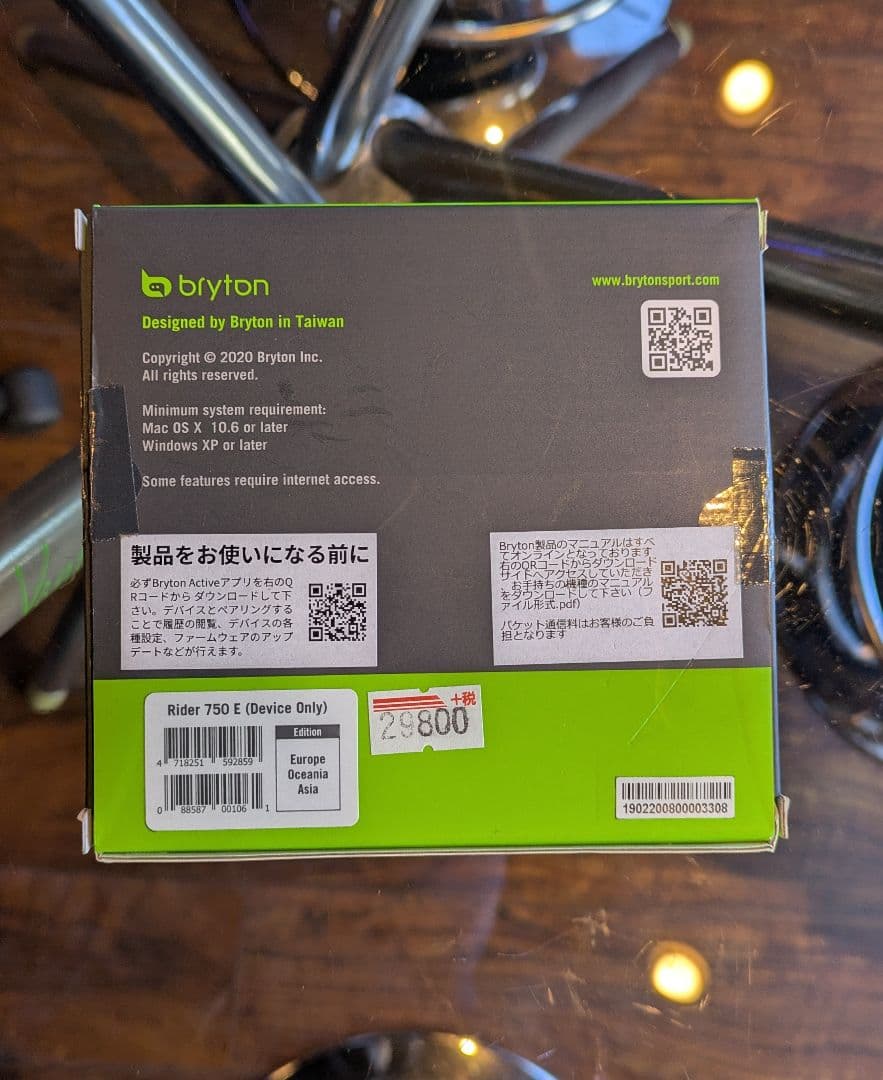 bryton
www.brytonsport.com
Designed by Bryton in Taiwan
Copyright © 2020 Bryton Inc.
All rights reserved.
Minimum system requirement:
Mac OS X 10.6 or later
Windows XP or later
Some features require internet access.
製品をお使いになる前に
必ずBryton Activeアプリを右のQ
Rコードから ダウンロードして下
さい。デバイスとペアリングする
ことで履歴の閲覧、デバイスの各
種設定、ファームウェアのアップ
デートなどが行えます。
Bryton製品のマニュアルはすべ
てオンラインとなっております
右のQRコードからダウンロード
サイトへアクセスしていただき
、お手持ちの機種のマニュアル
をダウンロードして下さい（フ
ァイル形式.pdf）
パケット通信料はお客様のご負
担となります
Rider 750 E (Device Only)
4 718251 592859
0 88587 00106 1
Edition
Europe
Oceania
Asia
+税
29800
1902200800003308